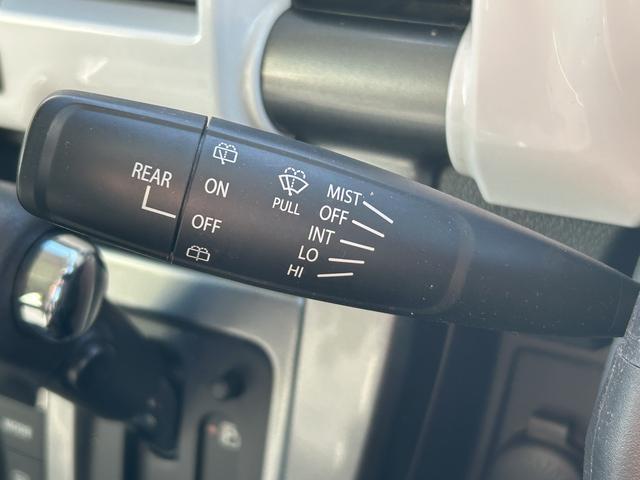 REAR
ON
OFF
PULL
MIST
OFF
INT
LO
HI